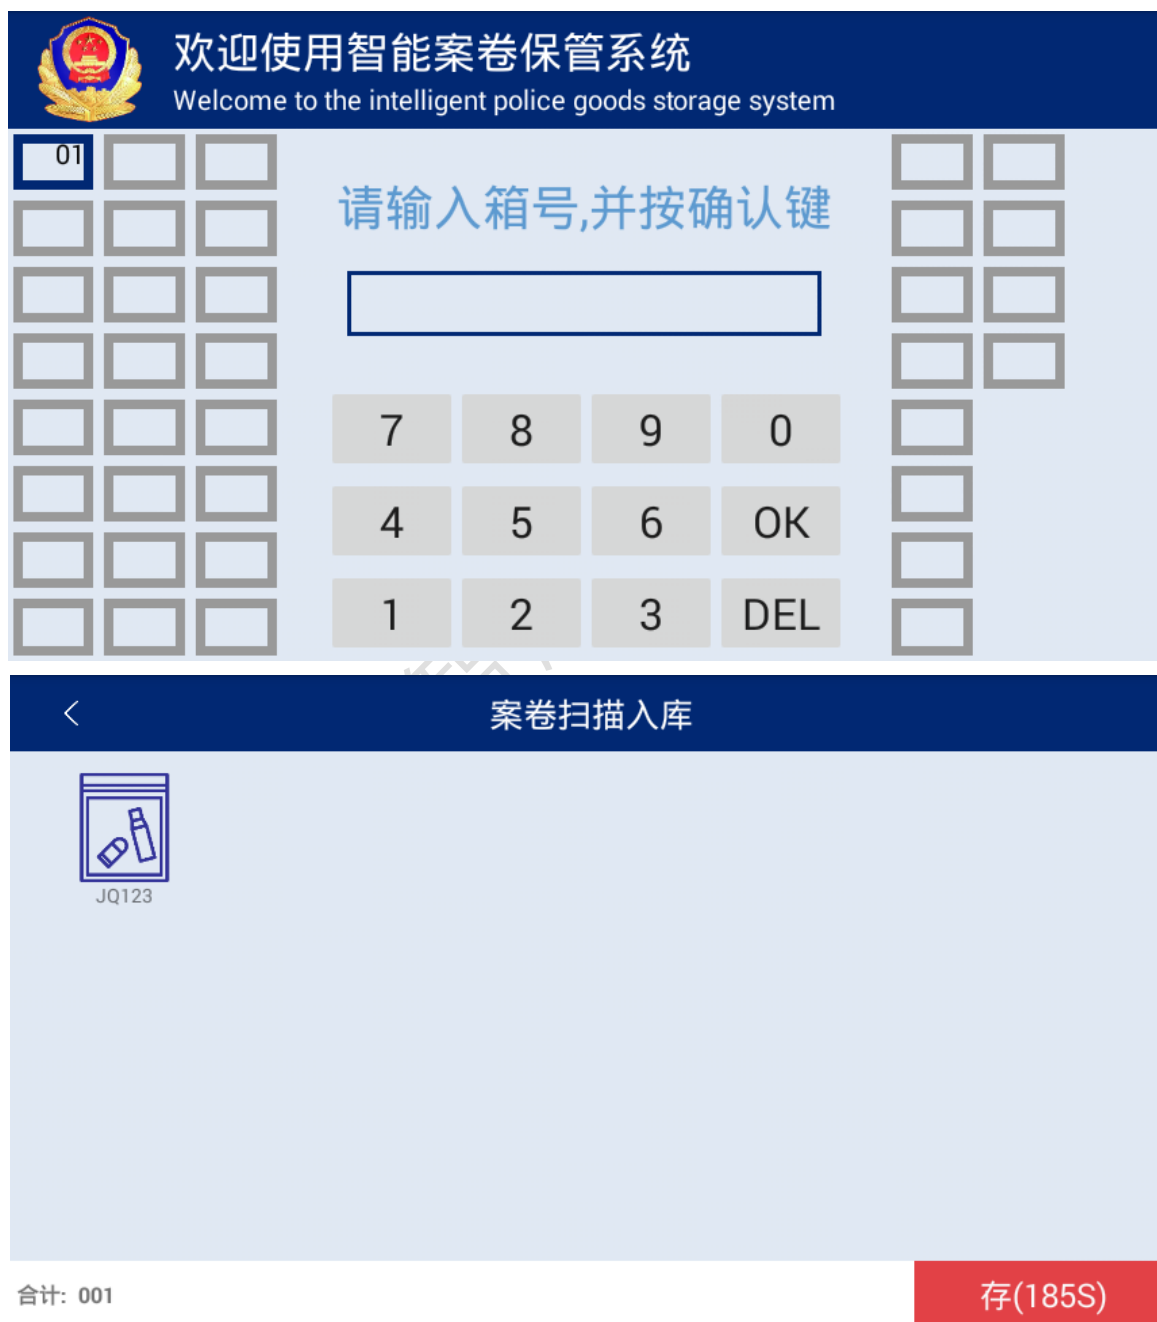 欢迎使用智能案卷保管系统
Welcome to the intelligent police goods storage system
01
请输入箱号,并按确认键
7 8 9 0
4 5 6 OK
1 2 3 DEL
案卷扫描入库
JQ123
合计: 001
存(185S)